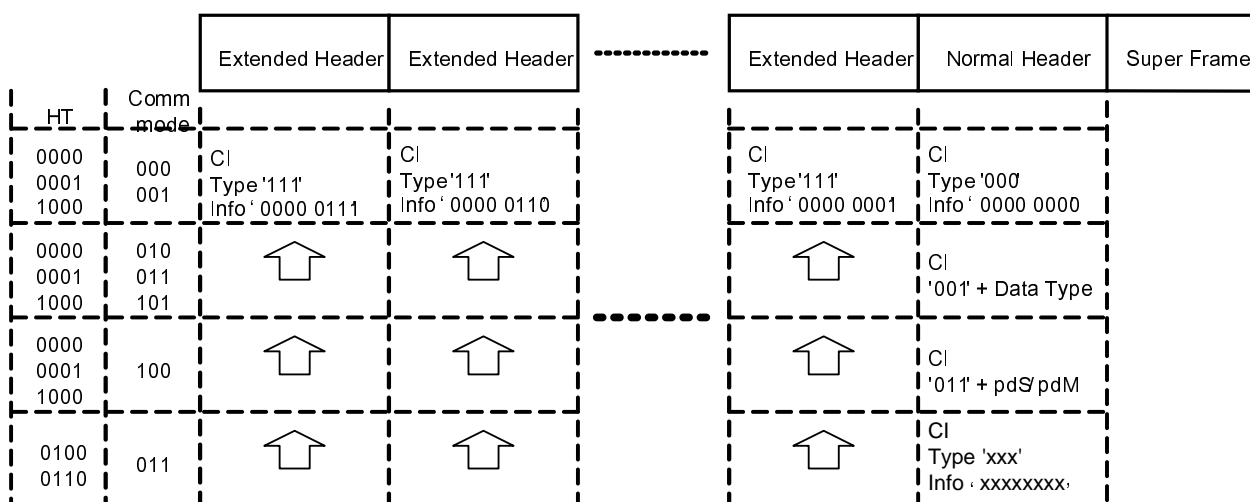 Extended Header Extended Header Extended Header Normal Header Super Frame
HT Comm mode
0000
0001
1000
000
001
CI
Type '111'
Info ‘ 0000 0111
CI
Type '111'
Info ‘ 0000 0110
CI
Type '111'
Info ‘ 0000 0001
CI
Type '000'
Info ‘ 0000 0000
0000
0001
1000
010
011
101
CI
'001' + Data Type
0000
0001
1000
100
CI
'011' + pdS/pdM
0100
0110
011
CI
Type 'xxx'
Info ‘ xxxxxxxx’